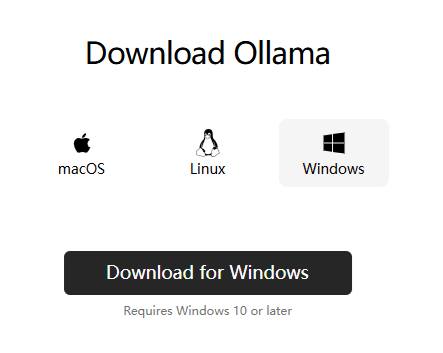 Download Ollama
macOS
Linux
Windows
Download for Windows
Requires Windows 10 or later